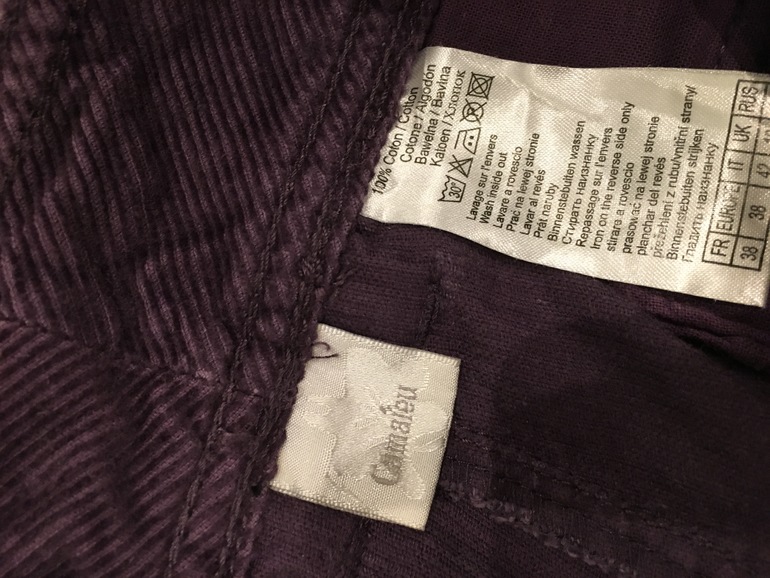 100% Coton / Cotton
Cotone / Algodón
Bawełna / Bavlna
Katoen / Хлопок
30°
Lavage sur l'envers
Wash inside out
Lavare a rovescio
Prać na lewej stronie
Lavar al revés
Prát naruby
Binnenstebuiten wassen
Стирать наизнанку
Repassage sur l'envers
Iron on the reverse side only
stirare a rovescio
prasować na lewej stronie
planchar del revés
přežehlení z rubu/vnitřní strany/
Binnenstebuiten strijken
Гладить наизнанку
FR EUROPE IT UK RUS
38 38 42
Camaïeu